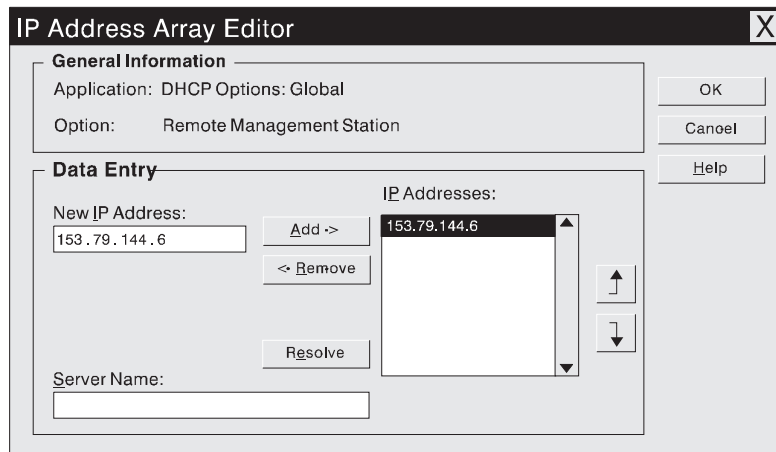 IP Address Array Editor X
General Information
Application: DHCP Options: Global
Option: Remote Management Station
OK
Cancel
Help
Data Entry
New IP Address:
153.79.144.6
Add ->
<- Remove
Resolve
Server Name:
IP Addresses:
153.79.144.6